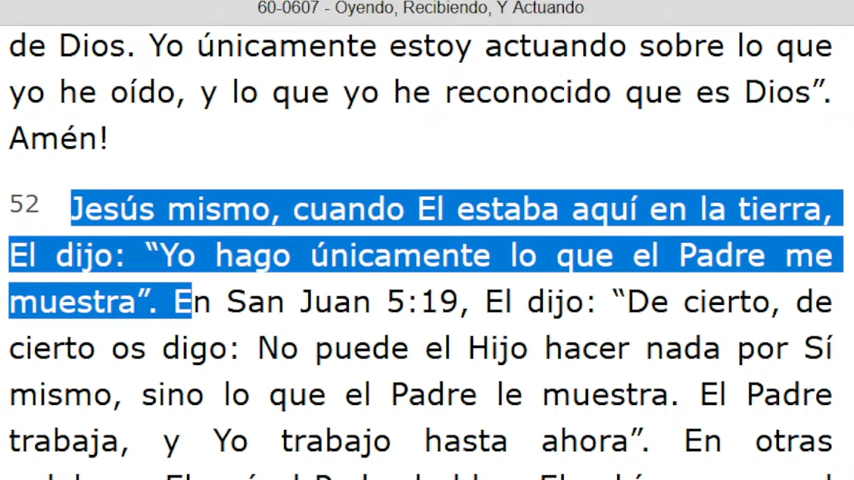 60-0607 - Oyendo, Recibiendo, Y Actuando
de Dios. Yo únicamente estoy actuando sobre lo que
yo he oído, y lo que yo he reconocido que es Dios”.
Amén!
52 Jesús mismo, cuando El estaba aquí en la tierra,
El dijo: “Yo hago únicamente lo que el Padre me
muestra”. En San Juan 5:19, El dijo: “De cierto, de
cierto os digo: No puede el Hijo hacer nada por Sí
mismo, sino lo que el Padre le muestra. El Padre
trabaja, y Yo trabajo hasta ahora”. En otras